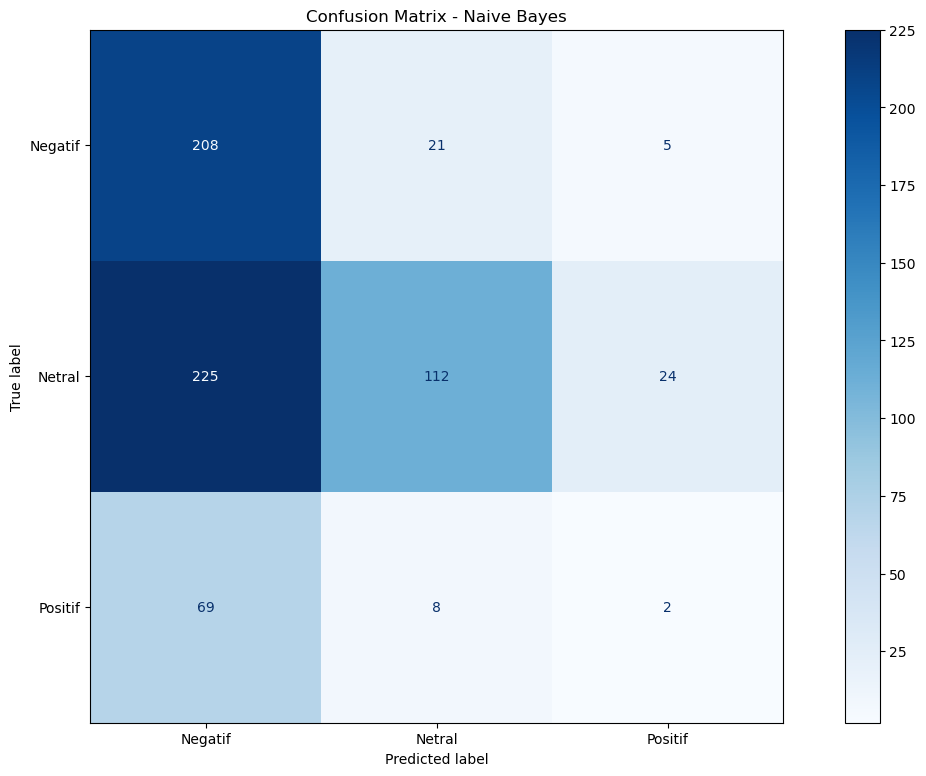 Confusion Matrix - Naive Bayes
Negatif 208 21 5
Netral 225 112 24
Positif 69 8 2
Negatif Netral Positif
Predicted label
True label
225
200
175
150
125
100
75
50
25